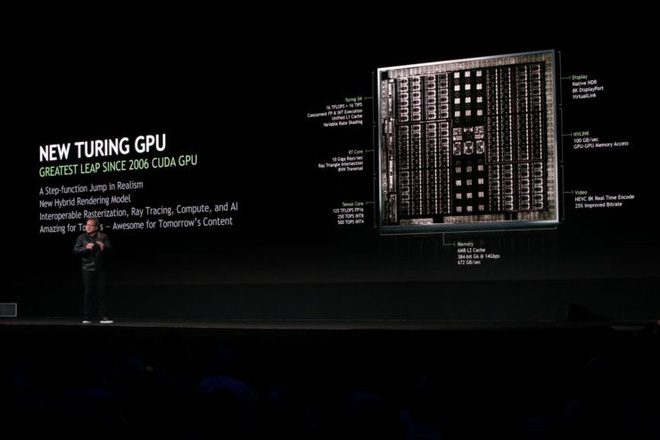 NEW TURING GPU
GREATEST LEAP SINCE 2006 CUDA GPU
A Step-function Jump in Realism
New Hybrid Rendering Model
Interoperable Rasterization, Ray Tracing, Compute, and AI
Amazing for — Awesome for Tomorrow's Content
Turing SM
16 TFLOPS + 16 TIPS
Concurrent FP & INT Execution
Unified L1 Cache
Variable Rate Shading
RT Core
10 Giga Rays/sec
Ray Triangle Intersection
BVH Traversal
Tensor Core
125 TFLOPS FP16
250 TOPS INT8
500 TOPS INT4
Display
Native HDR
8K DisplayPort
VirtualLink
NVLINK
100 GB/sec
GPU-GPU Memory Access
Video
HEVC 8K Real Time Encode
25% Improved Bitrate
Memory
6MB L2 Cache
384-bit G6 @ 14Gbps
672 GB/sec